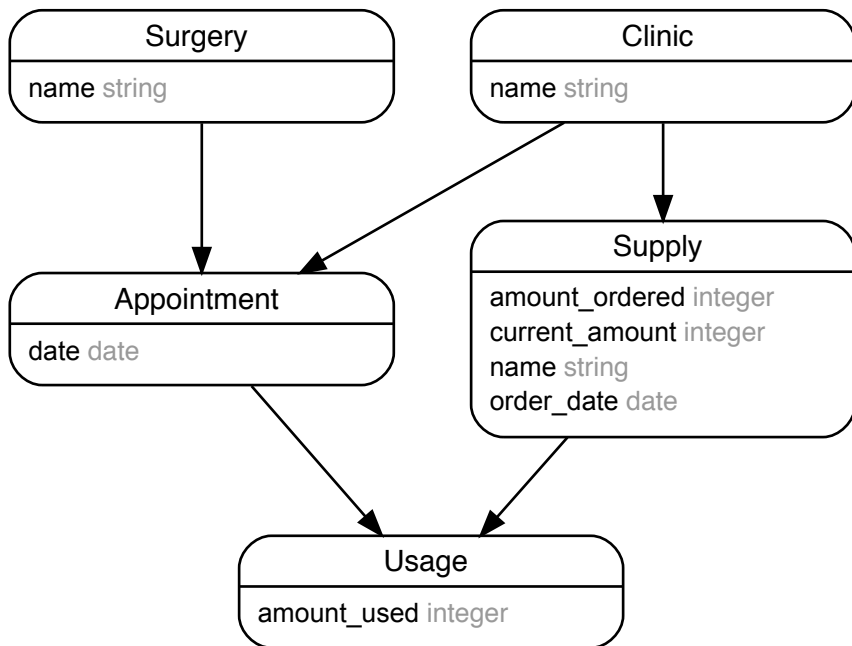 Surgery
name string
Clinic
name string
Appointment
date date
Supply
amount_ordered integer
current_amount integer
name string
order_date date
Usage
amount_used integer